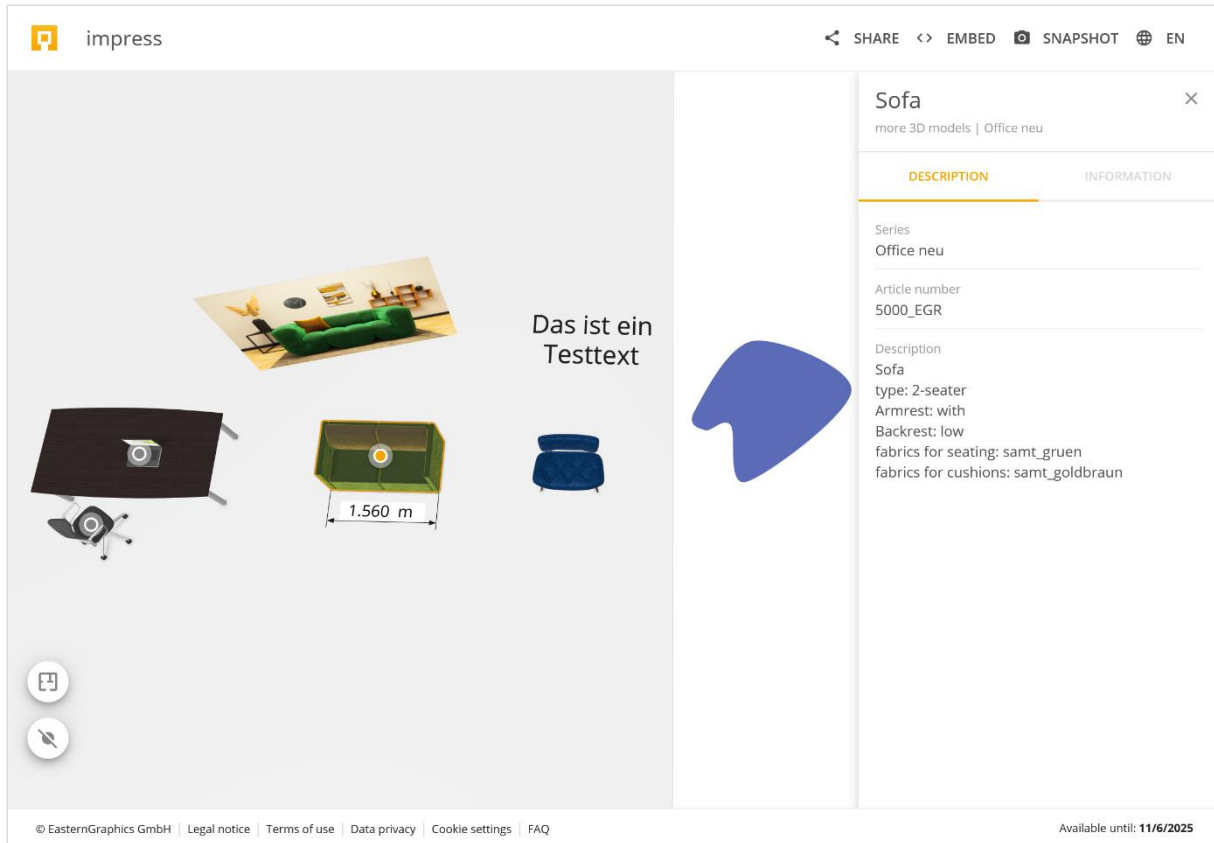 impress
SHARE
EMBED
SNAPSHOT
EN
Das ist ein
Testtext
1.560 m
Sofa
more 3D models | Office neu
DESCRIPTION
INFORMATION
Series
Office neu
Article number
5000_EGR
Description
Sofa
type: 2-seater
Armrest: with
Backrest: low
fabrics for seating: samt_gruen
fabrics for cushions: samt_goldbraun
© EasternGraphics GmbH | Legal notice | Terms of use | Data privacy | Cookie settings | FAQ
Available until: 11/6/2025